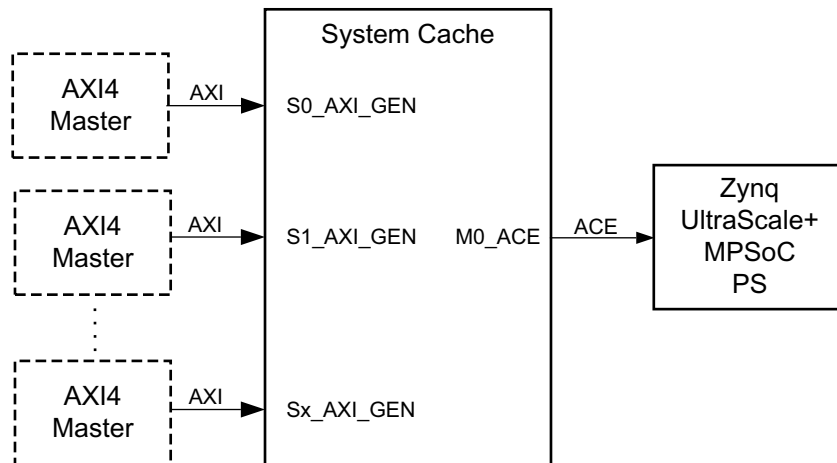 System Cache
AXI4
Master
AXI
S0_AXI_GEN
AXI4
Master
AXI
S1_AXI_GEN
M0_ACE
ACE
Zynq
UltraScale+
MPSoC
PS
AXI4
Master
AXI
Sx_AXI_GEN